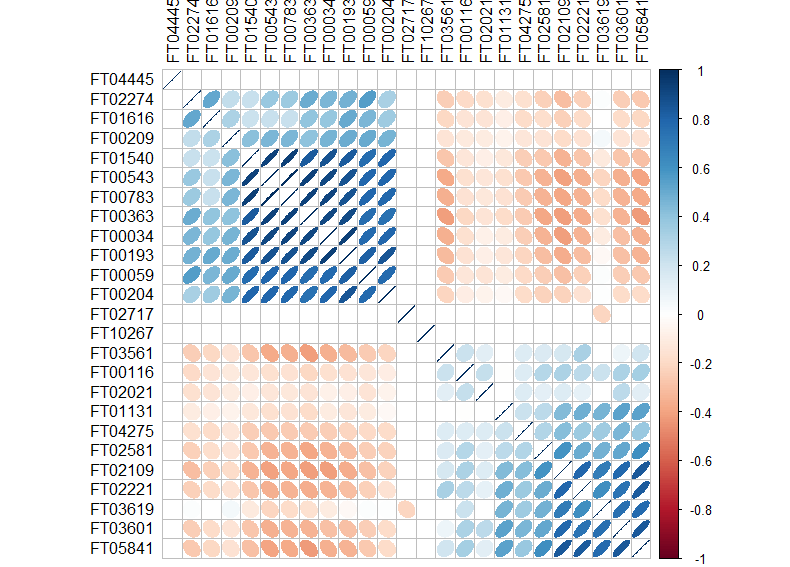 FT04445
FT02274
FT01616
FT00209
FT01540
FT00543
FT00783
FT00363
FT00034
FT00193
FT00059
FT00204
FT02717
FT10267
FT03561
FT00116
FT02021
FT01131
FT04275
FT02581
FT02109
FT02221
FT03619
FT03601
FT05841
FT04445
FT02274
FT01616
FT00209
FT01540
FT00543
FT00783
FT00363
FT00034
FT00193
FT00059
FT00204
FT02717
FT10267
FT03561
FT00116
FT02021
FT01131
FT04275
FT02581
FT02109
FT02221
FT03619
FT03601
FT05841
1
0.8
0.6
0.4
0.2
0
-0.2
-0.4
-0.6
-0.8
-1